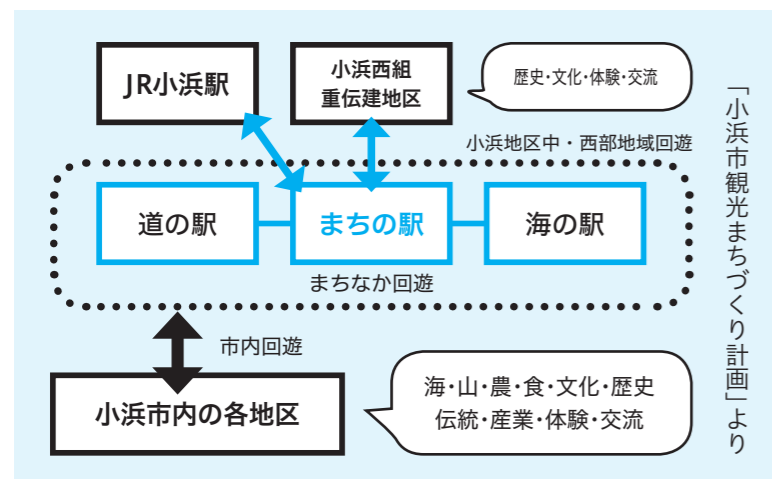 JR小浜駅
小浜西組
重伝建地区
歴史・文化・体験・交流
小浜地区中・西部地域回遊
道の駅
まちの駅
海の駅
まちなか回遊
市内回遊
小浜市内の各地区
海・山・農・食・文化・歴史
伝統・産業・体験・交流
「小浜市観光まちづくり計画」より